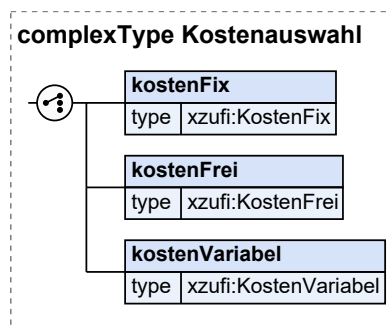 complexType Kostenauswahl
kostenFix
type xzufi:KostenFix
kostenFrei
type xzufi:KostenFrei
kostenVariabel
type xzufi:KostenVariabel